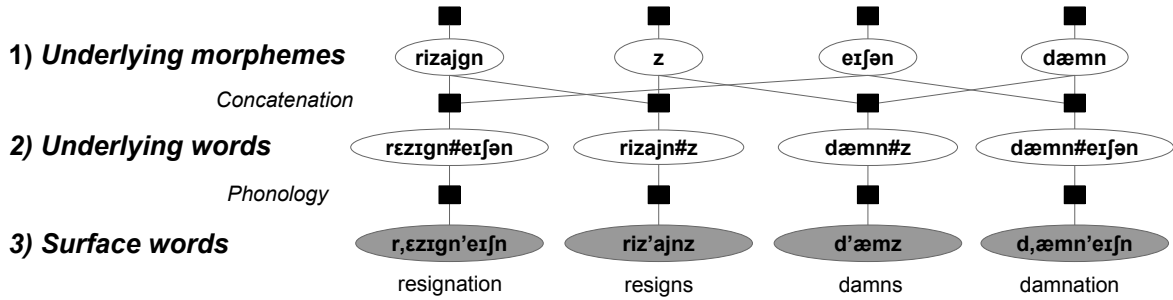 1) Underlying morphemes
rizajgn z eɪʃən dæmn
Concatenation
2) Underlying words
rɛzɪgn#eɪʃən rizajn#z dæmn#z dæmn#eɪʃən
Phonology
3) Surface words
r,ɛzɪgn'eɪʃn riz'ajnz d'æmz d,æmn'eɪʃn
resignation resigns damns damnation